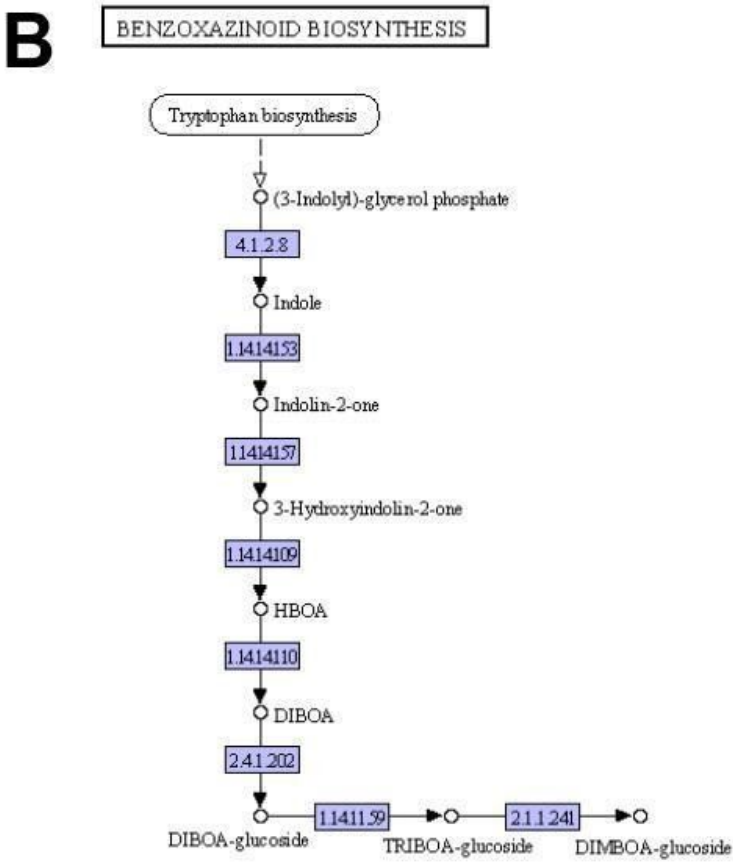 B
BENZOXAZINOID BIOSYNTHESIS
Tryptophan biosynthesis
(3-Indolyl)-glycerol phosphate
4.1.2.8
Indole
1.14.14.153
Indolin-2-one
1.14.14.157
3-Hydroxyindolin-2-one
1.14.14.109
HBOA
1.14.14.110
DIBOA
2.4.1.202
1.14.11.59
2.1.1.241
DIBOA-glucoside
TRIBOA-glucoside
DIMBOA-glucoside